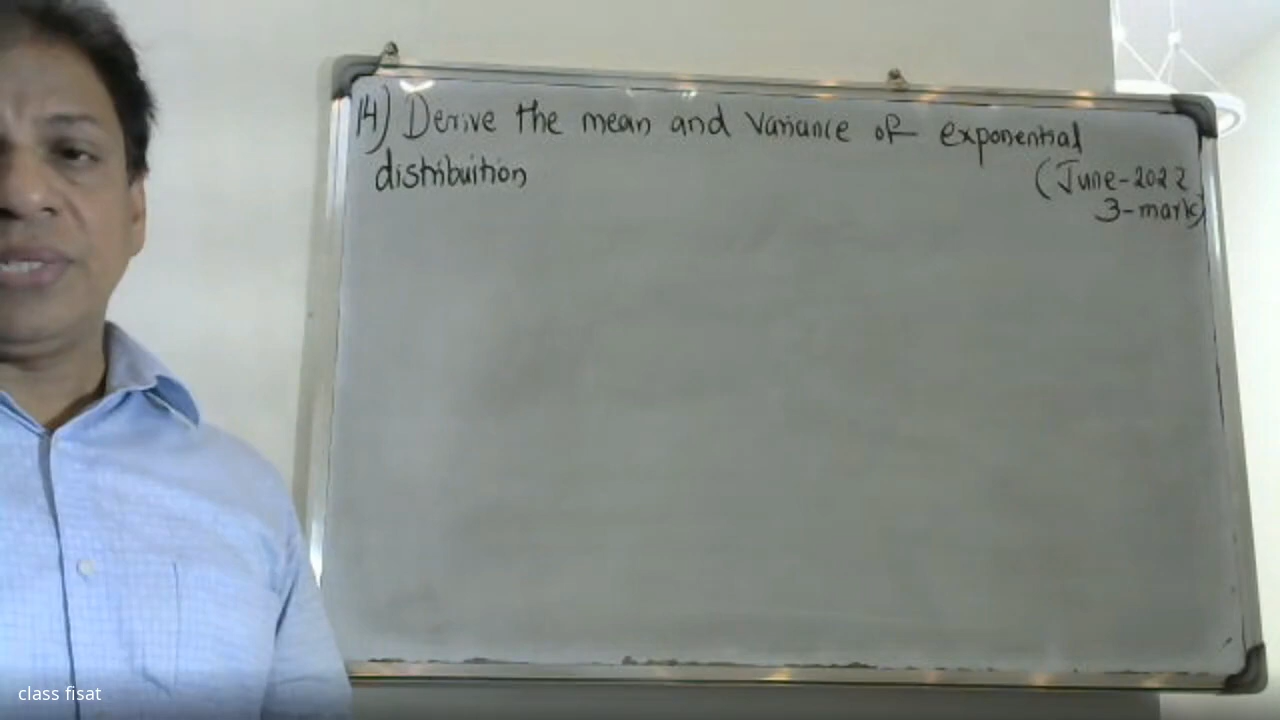 14) Derive the mean and variance of exponential
distribuition
(June-2022
3-mark)
class fisat